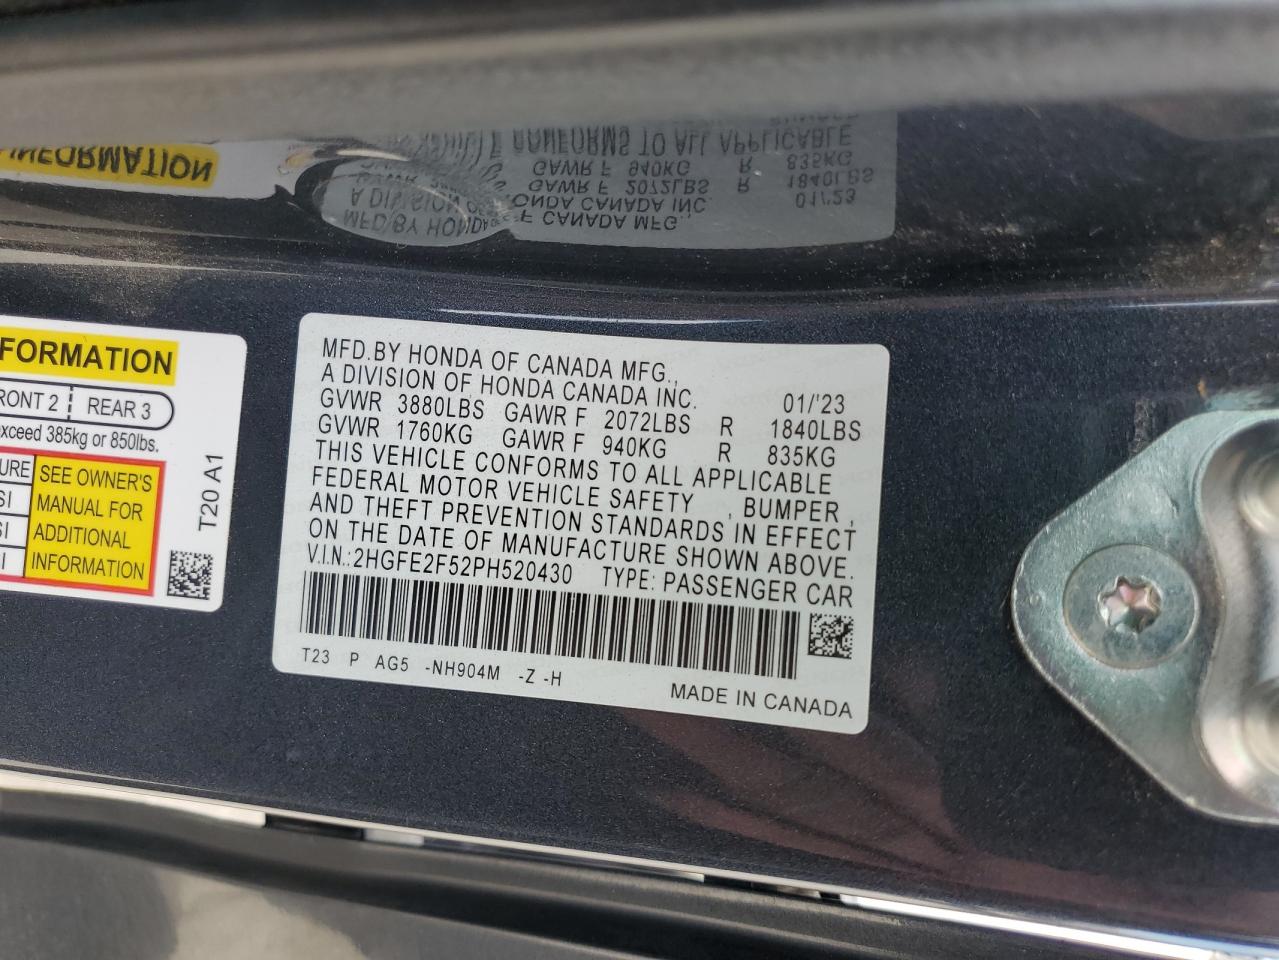 FORMATION
FRONT 2 REAR 3
exceed 385kg or 850lbs.
SEE OWNER'S
MANUAL FOR
ADDITIONAL
INFORMATION
T20 A1
MFD.BY HONDA OF CANADA MFG.,
A DIVISION OF HONDA CANADA INC. 01/'23
GVWR 3880LBS GAWR F 2072LBS R 1840LBS
GVWR 1760KG GAWR F 940KG R 835KG
THIS VEHICLE CONFORMS TO ALL APPLICABLE
FEDERAL MOTOR VEHICLE SAFETY , BUMPER ,
AND THEFT PREVENTION STANDARDS IN EFFECT
ON THE DATE OF MANUFACTURE SHOWN ABOVE.
V.I.N.:2HGFE2F52PH520430 TYPE: PASSENGER CAR
T23 P AG5 -NH904M -Z -H
MADE IN CANADA